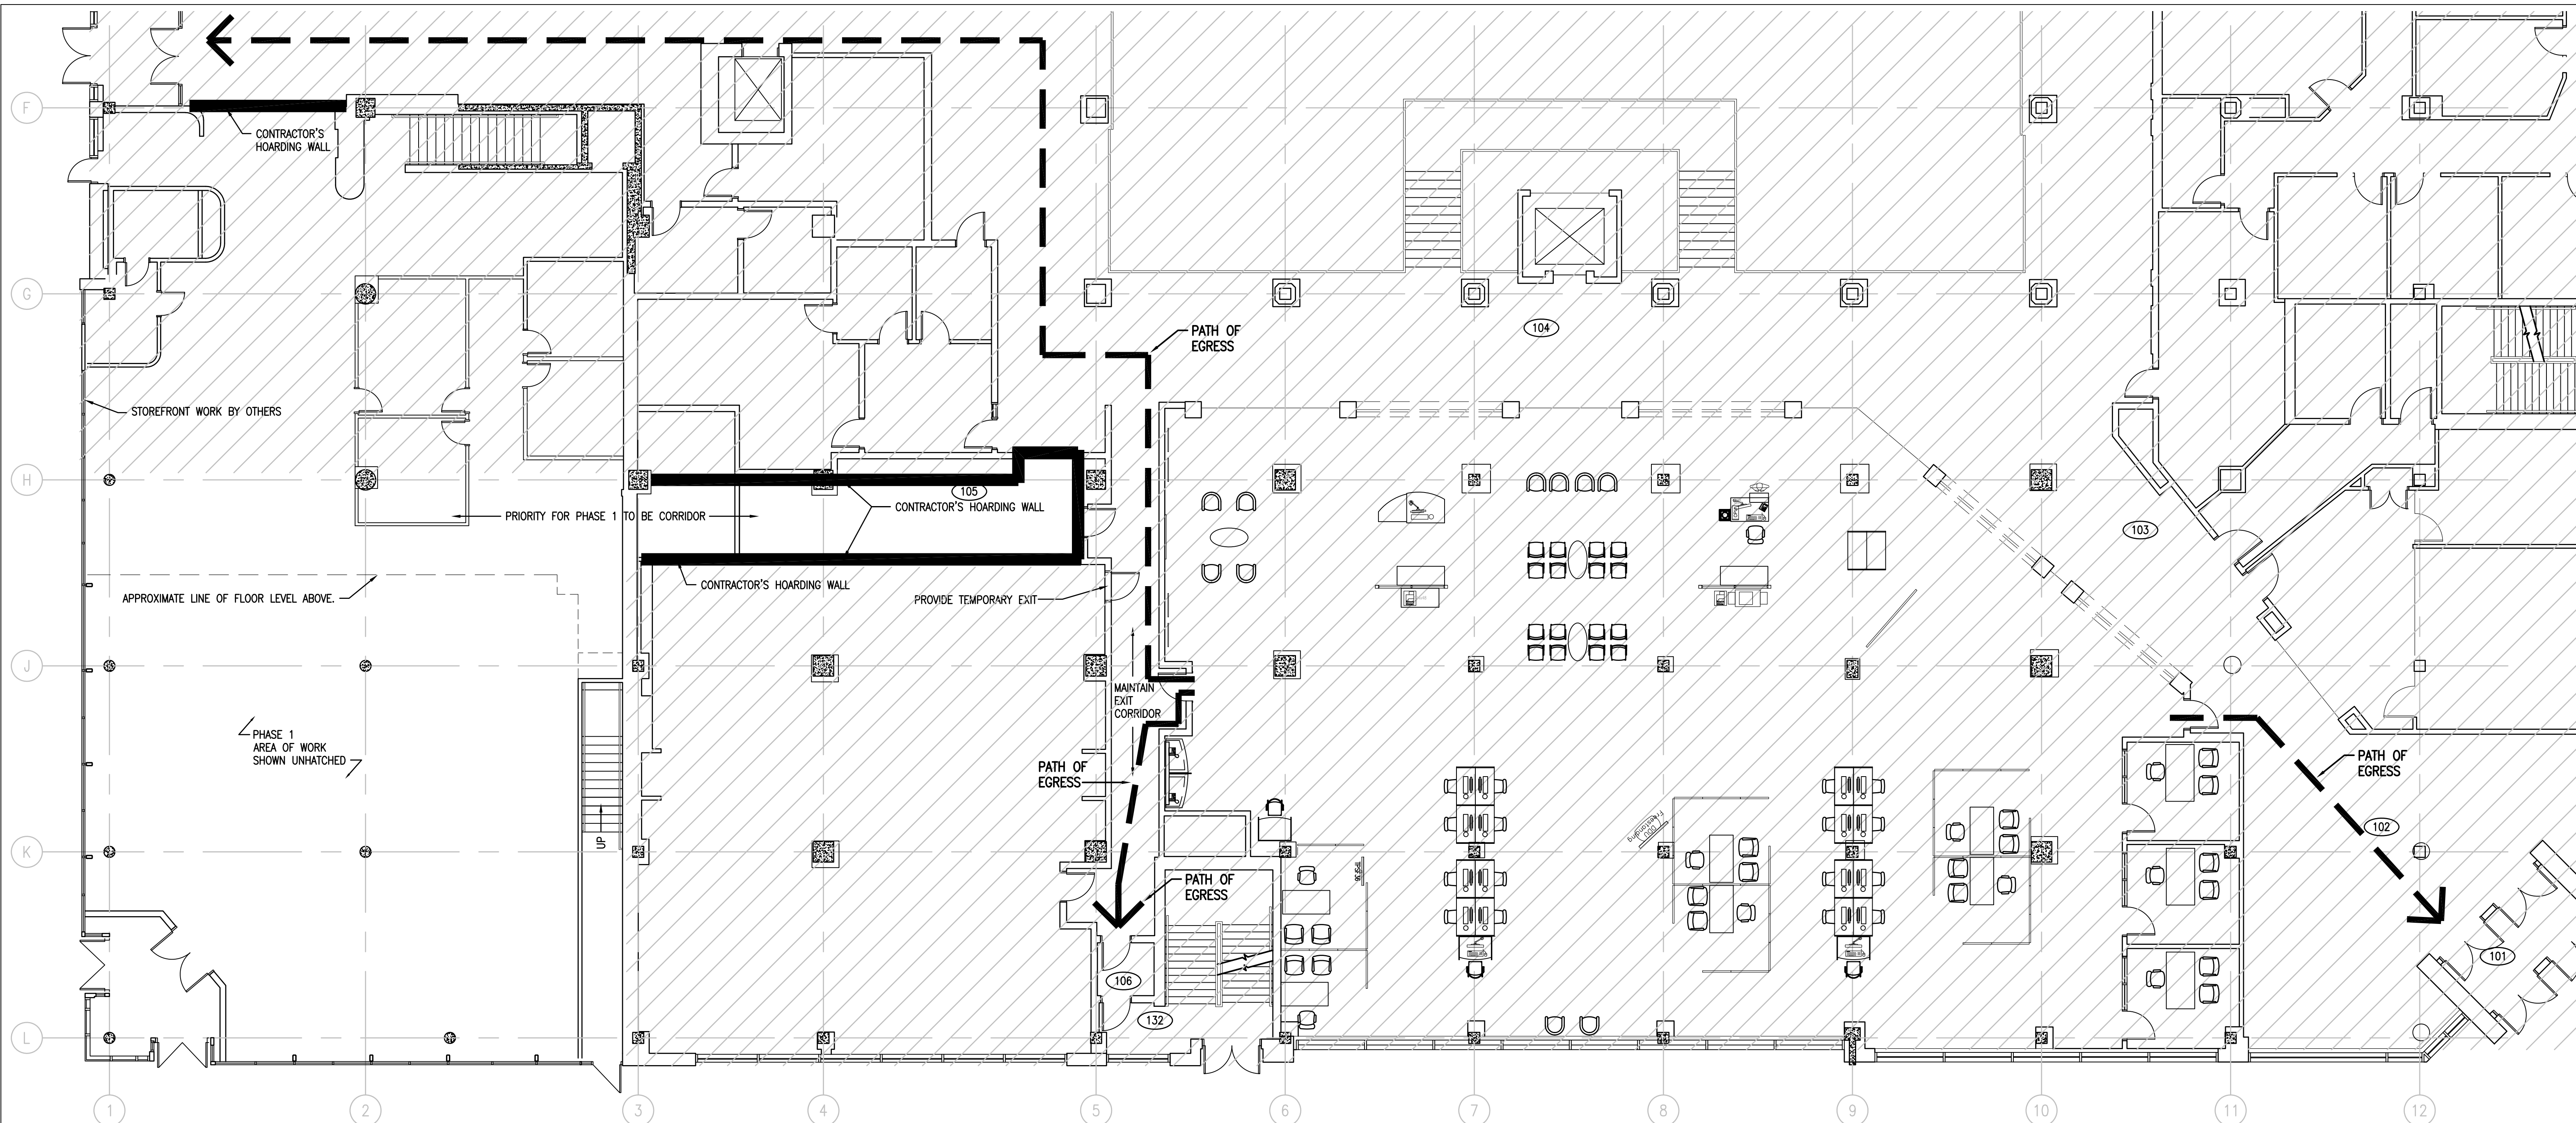 F
CONTRACTOR'S
HOARDING WALL
G
104
PATH OF
EGRESS
STOREFRONT WORK BY OTHERS
H
105
CONTRACTOR'S HOARDING WALL
PRIORITY FOR PHASE 1 TO BE CORRIDOR
103
CONTRACTOR'S HOARDING WALL
APPROXIMATE LINE OF FLOOR LEVEL ABOVE.
PROVIDE TEMPORARY EXIT
J
MAINTAIN
EXIT
CORRIDOR
PHASE 1
AREA OF WORK
SHOWN UNHATCHED
PATH OF
EGRESS
PATH OF
EGRESS
UP
K
Freestanding
102
PATH OF
EGRESS
101
106
132
L
1
2
3
4
5
6
7
8
9
10
11
12